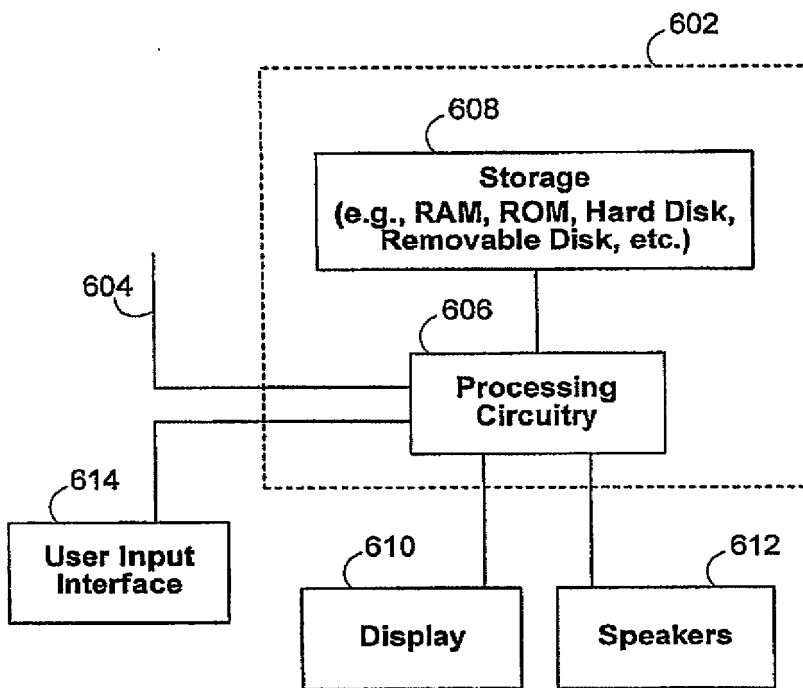 602
608
Storage
(e.g., RAM, ROM, Hard Disk,
Removable Disk, etc.)
604
606
Processing
Circuitry
614
User Input
Interface
610
Display
612
Speakers